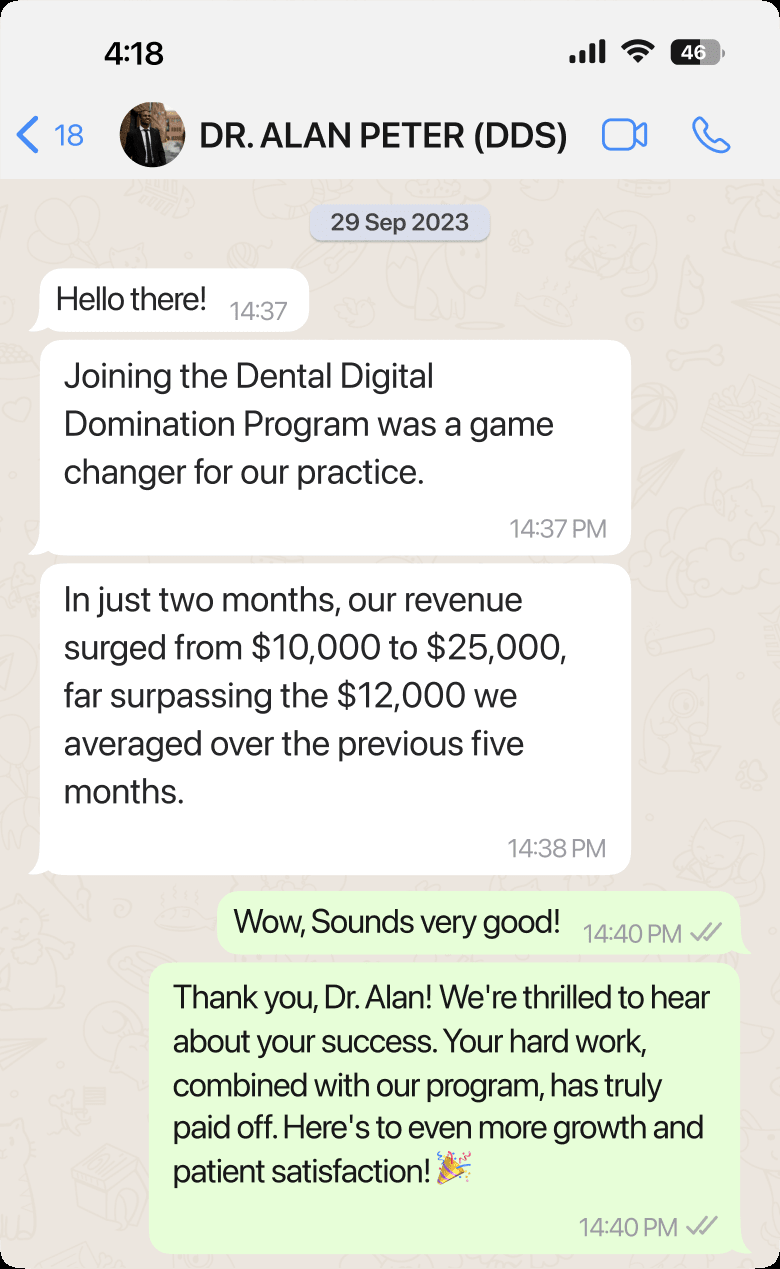 4:18
46
18
DR. ALAN PETER (DDS)
29 Sep 2023
Hello there!
14:37
Joining the Dental Digital
Domination Program was a game
changer for our practice.
14:37 PM
In just two months, our revenue
surged from $10,000 to $25,000,
far surpassing the $12,000 we
averaged over the previous five
months.
14:38 PM
Wow, Sounds very good!
14:40 PM
Thank you, Dr. Alan! We're thrilled to hear
about your success. Your hard work,
combined with our program, has truly
paid off. Here's to even more growth and
patient satisfaction!🎉
14:40 PM